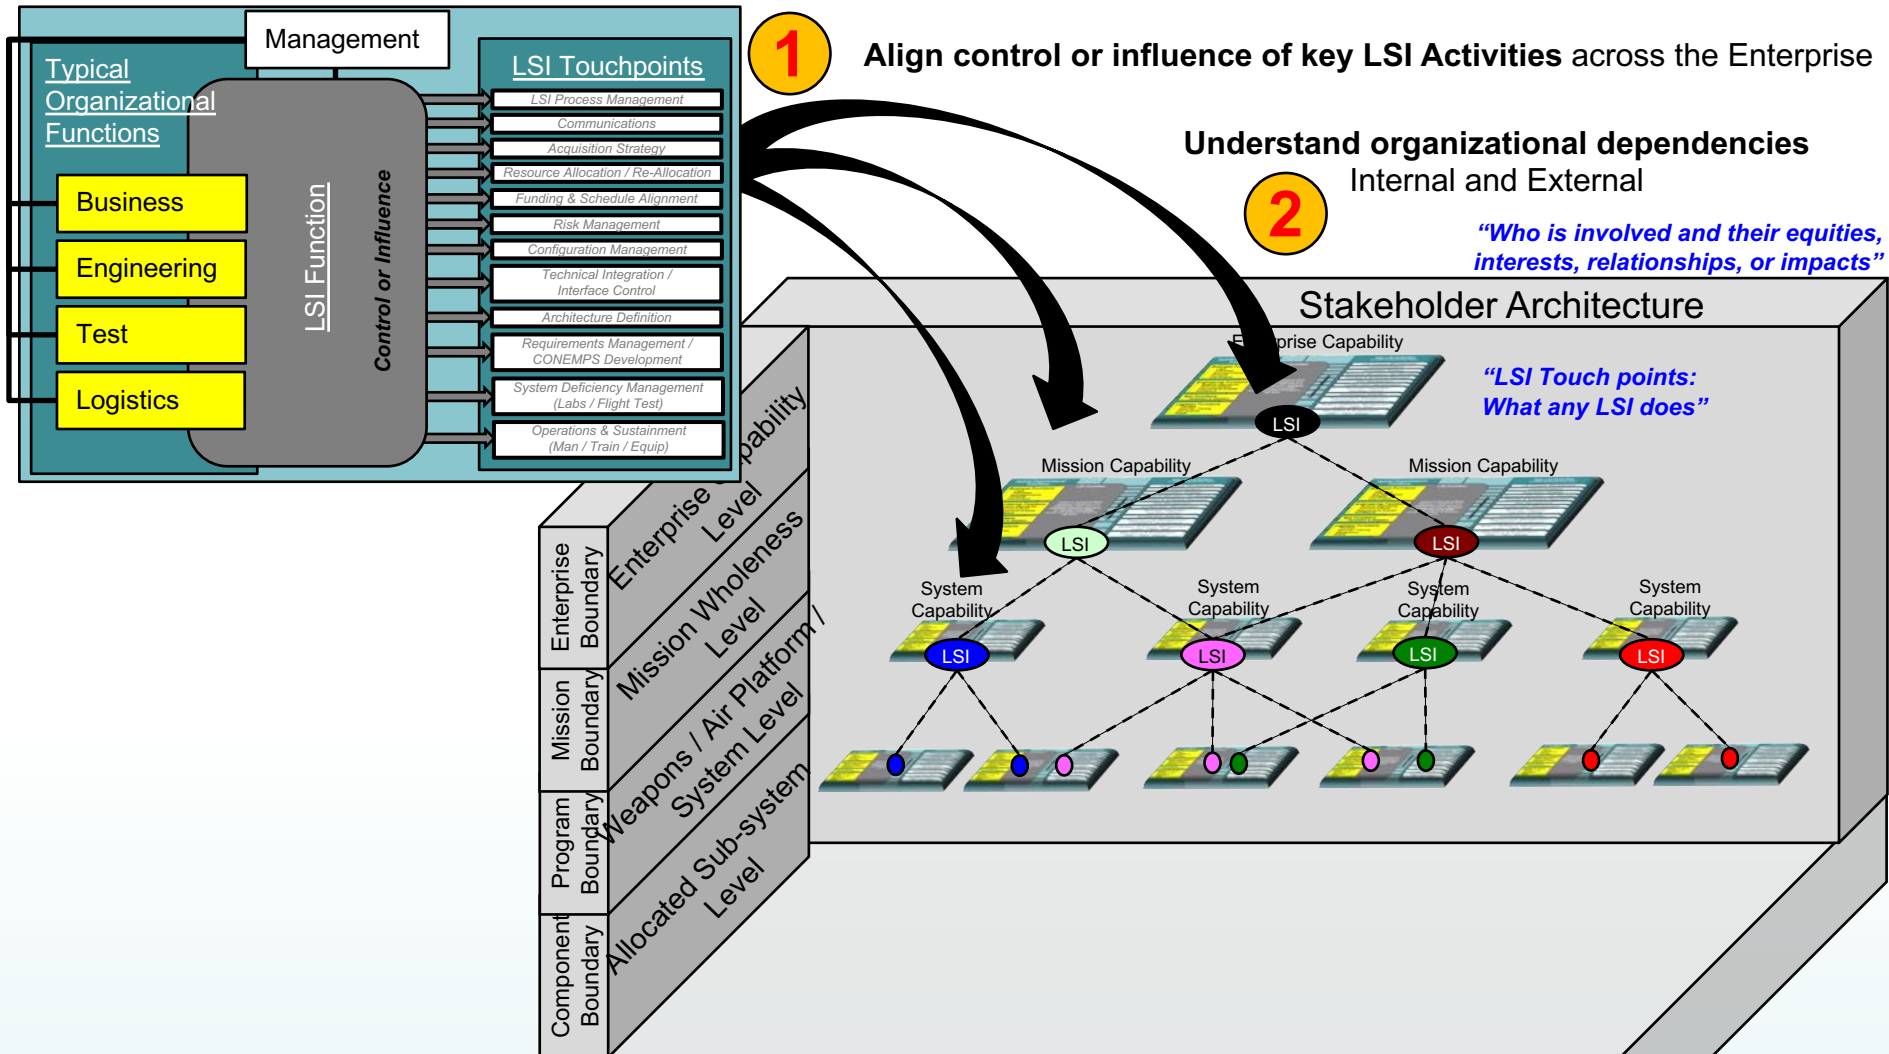 Management
Typical
Organizational
Functions
Business
Engineering
Test
Logistics
LSI Function
Control or Influence
LSI Touchpoints
LSI Process Management
Communications
Acquisition Strategy
Resource Allocation / Re-Allocation
Funding & Schedule Alignment
Risk Management
Configuration Management
Technical Integration /
Interface Control
Architecture Definition
Requirements Management /
CONEMPS Development
System Deficiency Management
(Labs / Flight Test)
Operations & Sustainment
(Man / Train / Equip)
1
Align control or influence of key LSI Activities across the Enterprise
Understand organizational dependencies
Internal and External
2
“Who is involved and their equities,
interests, relationships, or impacts”
Stakeholder Architecture
Enterprise Capability
“LSI Touch points:
What any LSI does”
LSI
Mission Capability
Mission Capability
LSI
LSI
System
Capability
System
Capability
System
Capability
System
Capability
LSI
LSI
LSI
LSI
Enterprise
Boundary
Enterprise Capability
Level
Mission
Boundary
Mission Wholeness
Level
Program
Boundary
Weapons / Air Platform /
System Level
Component
Boundary
Allocated Sub-system
Level